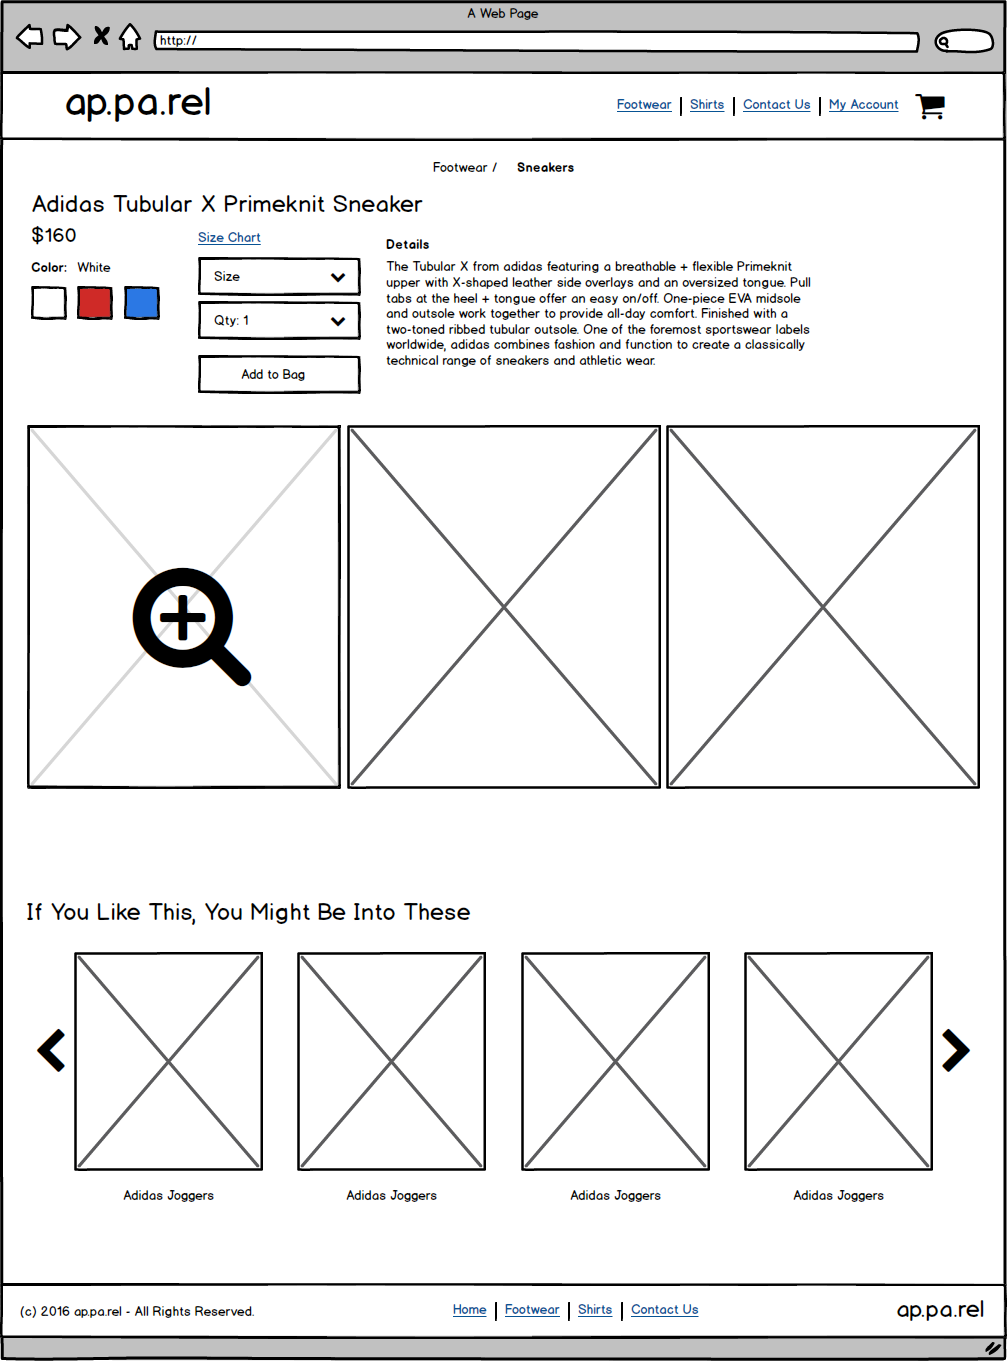 A Web Page
http://
ap.pa.rel
Footwear | Shirts | Contact Us | My Account
Footwear / Sneakers
Adidas Tubular X Primeknit Sneaker
$160
Color: White
Size Chart
Size
Qty: 1
Add to Bag
Details
The Tubular X from adidas featuring a breathable + flexible Primeknit
upper with X-shaped leather side overlays and an oversized tongue. Pull
tabs at the heel + tongue offer an easy on/off. One-piece EVA midsole
and outsole work together to provide all-day comfort. Finished with a
two-toned ribbed tubular outsole. One of the foremost sportswear labels
worldwide, adidas combines fashion and function to create a classically
technical range of sneakers and athletic wear.
If You Like This, You Might Be Into These
Adidas Joggers
Adidas Joggers
Adidas Joggers
Adidas Joggers
(c) 2016 ap.pa.rel - All Rights Reserved.
Home | Footwear | Shirts | Contact Us
ap.pa.rel